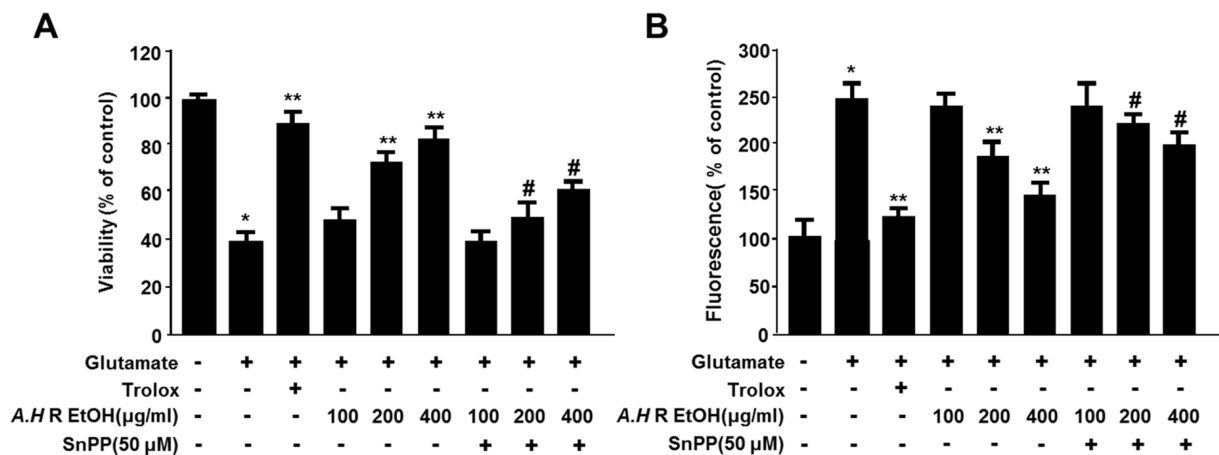 A
Viability (% of control)
120
100
80
60
40
20
0
* ** ** ** # #
Glutamate - + + + + + + + +
Trolox - - + - - - - - -
A.H R EtOH(μg/ml) - - - 100 200 400 100 200 400
SnPP(50 μM) - - - - - - + + +
B
Fluorescence( % of control)
300
250
200
150
100
50
0
* ** ** ** # #
Glutamate - + + + + + + + +
Trolox - - + - - - - - -
A.H R EtOH(μg/ml) - - - 100 200 400 100 200 400
SnPP(50 μM) - - - - - - + + +